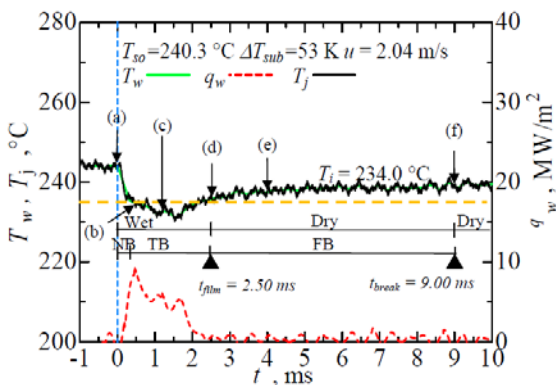 280
260
240
220
200
T_w , T_j , °C
40
30
20
10
0
q_w , MW/m²
T_so=240.3 °C ΔT_sub=53 K u = 2.04 m/s
T_w q_w T_j
(a)
(b)
(c)
(d)
(e)
(f)
T_i = 234.0 °C
Wet Dry Dry
NB TB FB
t_film = 2.50 ms
t_break = 9.00 ms
-1 0 1 2 3 4 5 6 7 8 9 10
t , ms